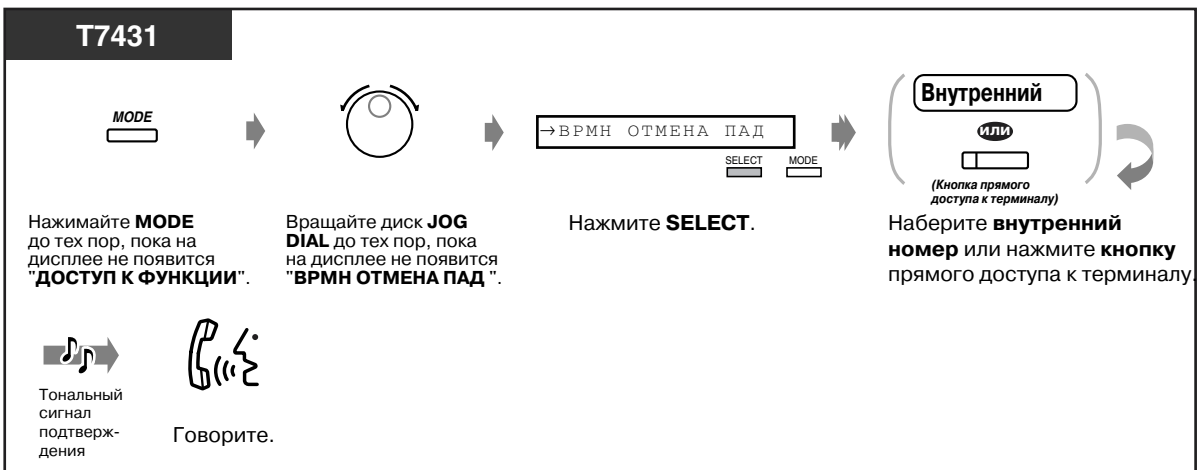 T7431
MODE
→ВРМН ОТМЕНА ПАД
SELECT
MODE
Внутренний
или
(Кнопка прямого
доступа к терминалу)
Нажимайте MODE
до тех пор, пока на
дисплее не появится
"ДОСТУП К ФУНКЦИИ".
Вращайте диск JOG
DIAL до тех пор, пока
на дисплее не появится
"ВРМН ОТМЕНА ПАД ".
Нажмите SELECT.
Наберите внутренний
номер или нажмите кнопку
прямого доступа к терминалу.
Тональный
сигнал
подтверж-
дения
Говорите.